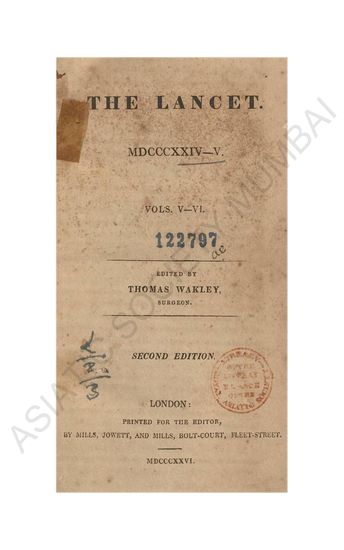 THE LANCET.
MDCCCXXIV—V.
VOLS. V—VI.
122797
ae
EDITED BY
THOMAS WAKLEY,
SURGEON.
SECOND EDITION.
LONDON:
PRINTED FOR THE EDITOR,
BY MILLS, JOWETT, AND MILLS, BOLT-COURT, FLEET-STREET.
MDCCCXXVI.
ASIATIC SOCIETY MUMBAI